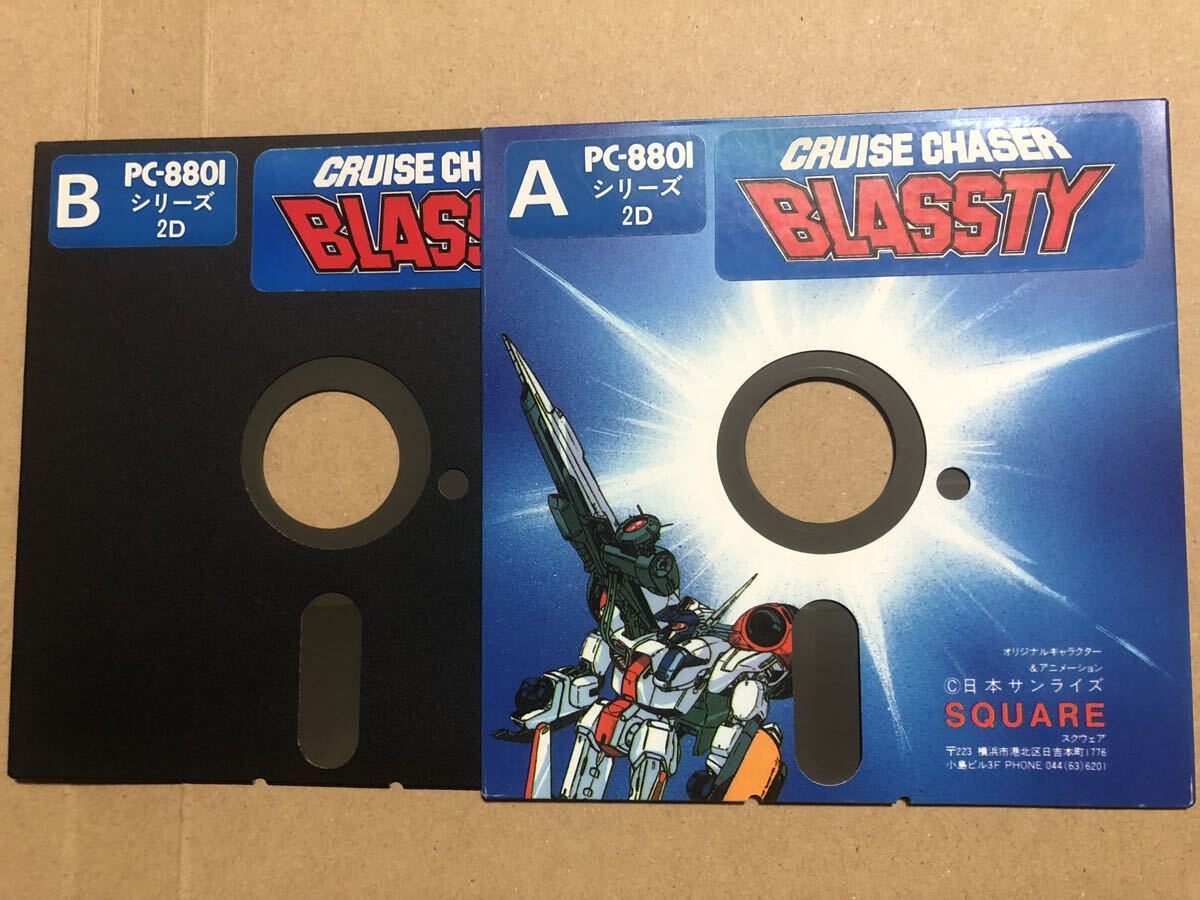 B
PC-8801
シリーズ
2D
CRUISE CH
BLASS
A
PC-8801
シリーズ
2D
CRUISE CHASER
BLASSTY
オリジナルキャラクター
&アニメーション
©日本サンライズ
SQUARE
スクウェア
〒223 横浜市港北区日吉本町1776
小島ビル3F PHONE 044(63)6201